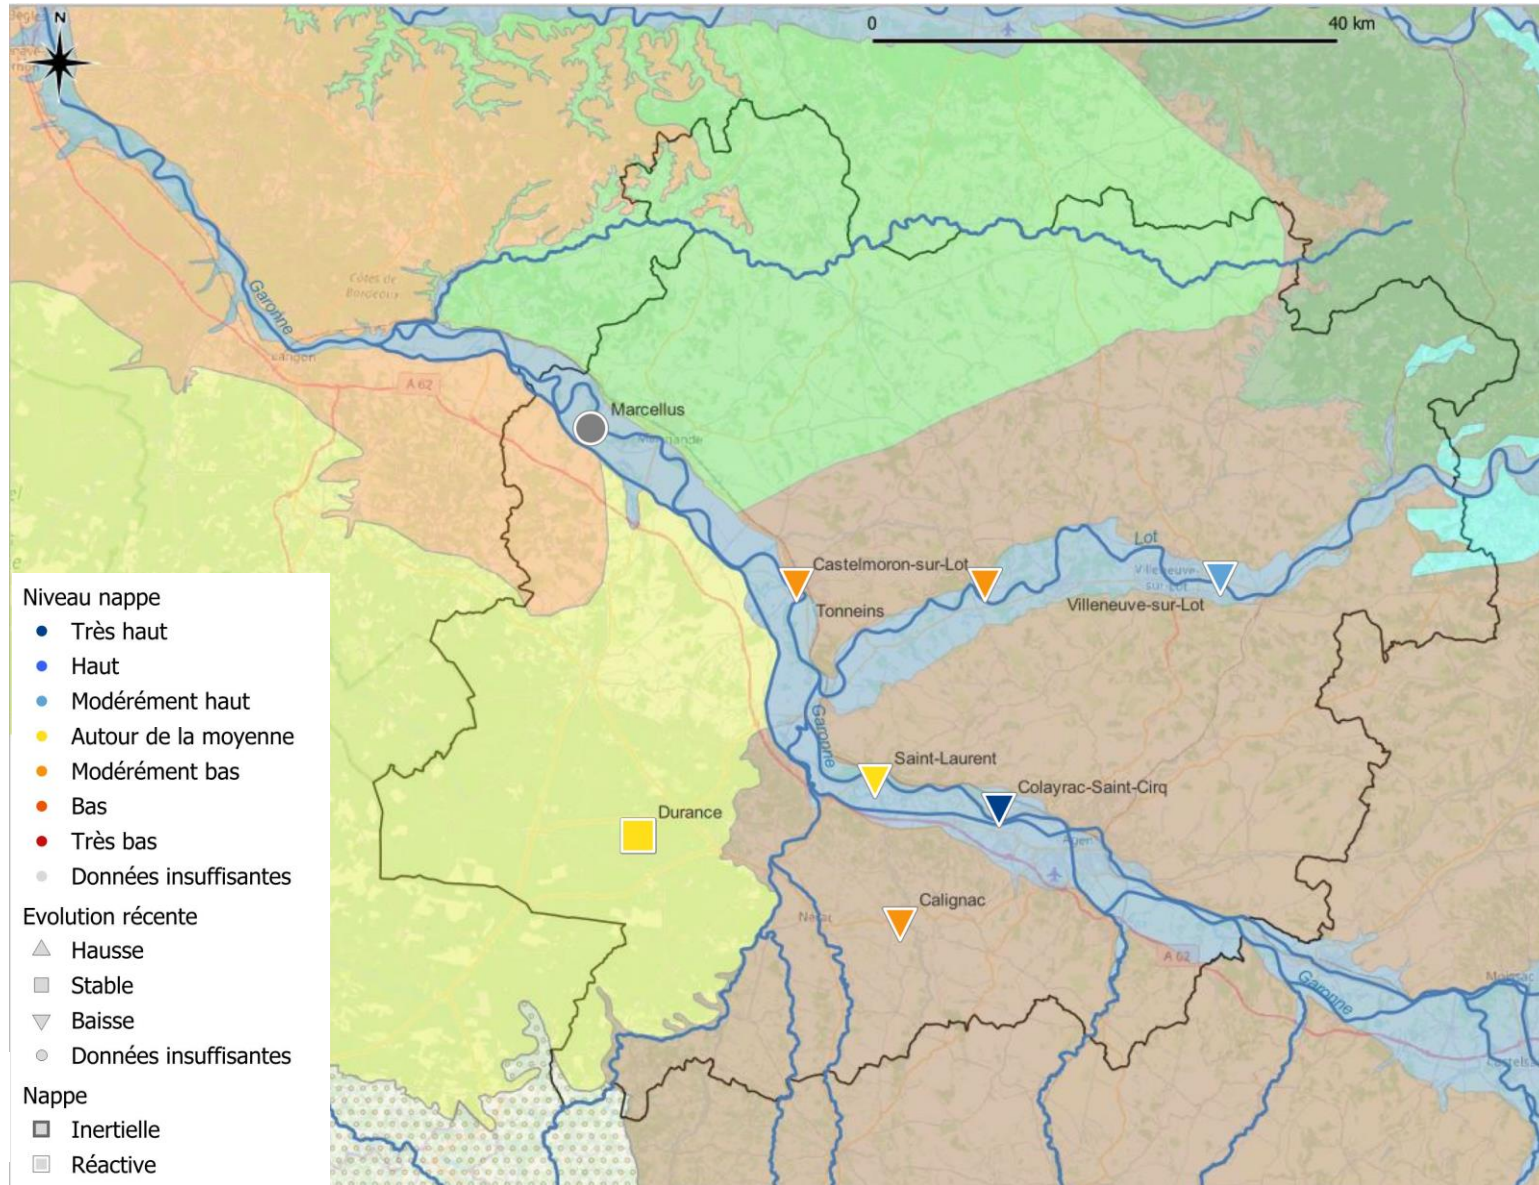 N
0
40 km
Côtes de
Bordeaux
Garonne
Langon
A 62
Marcellus
Marmande
Castelmoron-sur-Lot
Lot
Villeneuve-
sur-Lot
Tonneins
Villeneuve-sur-Lot
Garonne
Saint-Laurent
Colayrac-Saint-Cirq
Durance
Agen
Calignac
Nérac
A 62
Garonne
Moissac
Castels
Niveau nappe
Très haut
Haut
Modérément haut
Autour de la moyenne
Modérément bas
Bas
Très bas
Données insuffisantes
Evolution récente
Hausse
Stable
Baisse
Données insuffisantes
Nappe
Inertielle
Réactive